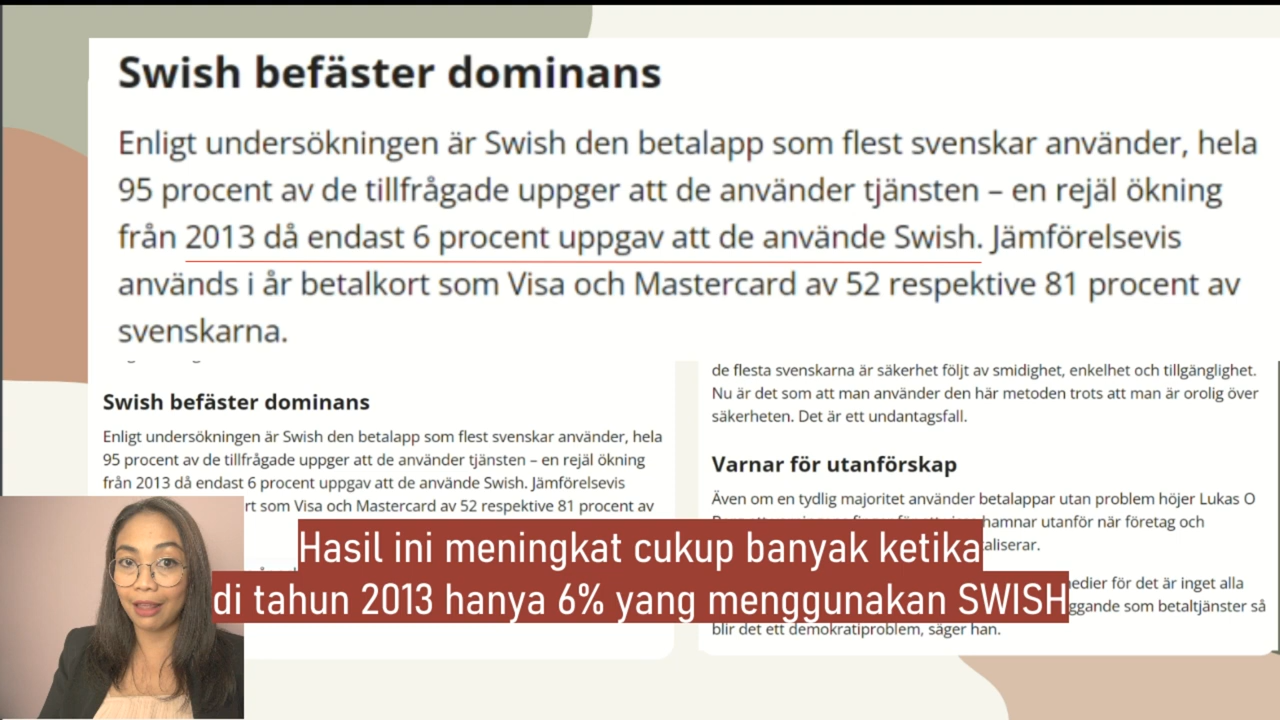 Swish befäster dominans
Enligt undersökningen är Swish den betalapp som flest svenskar använder, hela
95 procent av de tillfrågade uppger att de använder tjänsten – en rejäl ökning
från 2013 då endast 6 procent uppgav att de använde Swish. Jämförelsevis
används i år betalkort som Visa och Mastercard av 52 respektive 81 procent av
svenskarna.
Swish befäster dominans
Enligt undersökningen är Swish den betalapp som flest svenskar använder, hela
95 procent av de tillfrågade uppger att de använder tjänsten – en rejäl ökning
från 2013 då endast 6 procent uppgav att de använde Swish. Jämförelsevis
som Visa och Mastercard av 52 respektive 81 procent av
de flesta svenskarna är säkerhet följt av smidighet, enkelhet och tillgänglighet.
Nu är det som att man använder den här metoden trots att man är orolig över
säkerheten. Det är ett undantagsfall.
Varnar för utanförskap
Även om en tydlig majoritet använder betalappar utan problem höjer Lukas O
hamnar utanför när företag och
för det är inget alla
som betaltjänster så
blir det ett demokratiproblem, säger han.
Hasil ini meningkat cukup banyak ketika
di tahun 2013 hanya 6% yang menggunakan SWISH